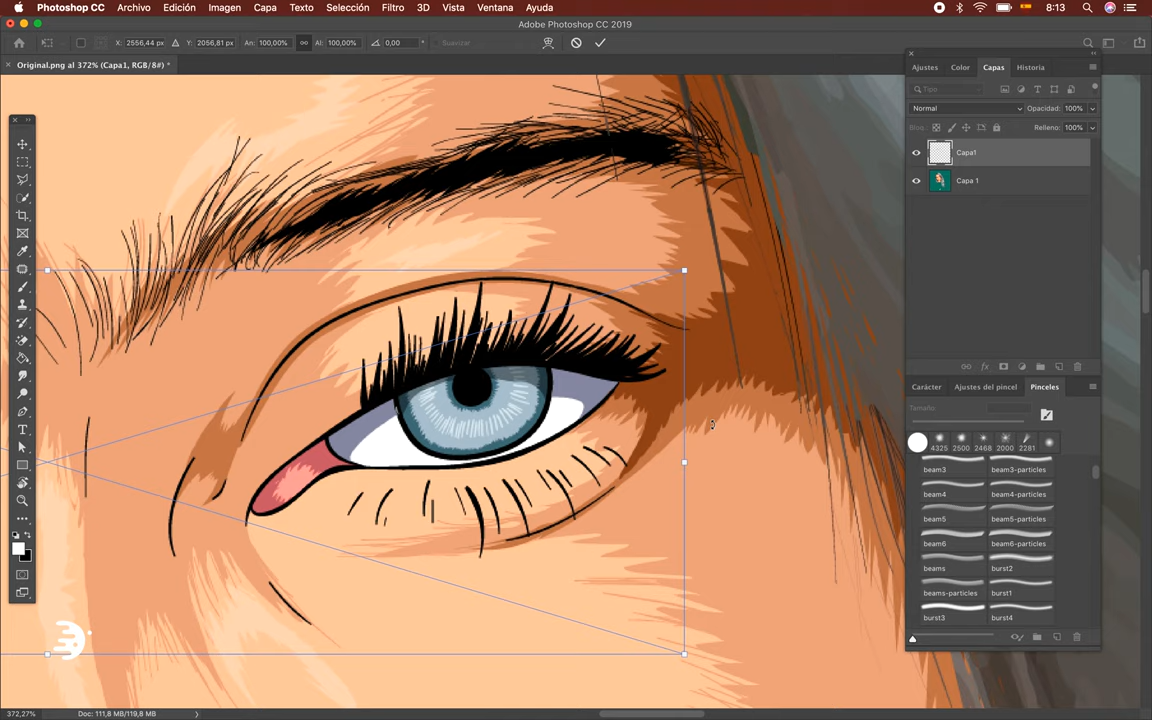 Photoshop CC Archivo Edición Imagen Capa Texto Selección Filtro 3D Vista Ventana Ayuda 8:13
Adobe Photoshop CC 2019
X: 2556,44 px Y: 2056,81 px An: 100,00% Al: 100,00% 0,00 ° Suavizar
Original.png al 372% (Capa1, RGB/8#) *
Ajustes Color Capas Historia
Tipo
Normal Opacidad: 100%
Bloq.: Relleno: 100%
Capa1
Capa 1
Carácter Ajustes del pincel Pinceles
Tamaño:
4325 2500 2468 2000 2281
beam3 beam3-particles
beam4 beam4-particles
beam5 beam5-particles
beam6 beam6-particles
beams burst2
beams-particles burst1
burst3 burst4
372,27% Doc: 111,8 MB/119,8 MB